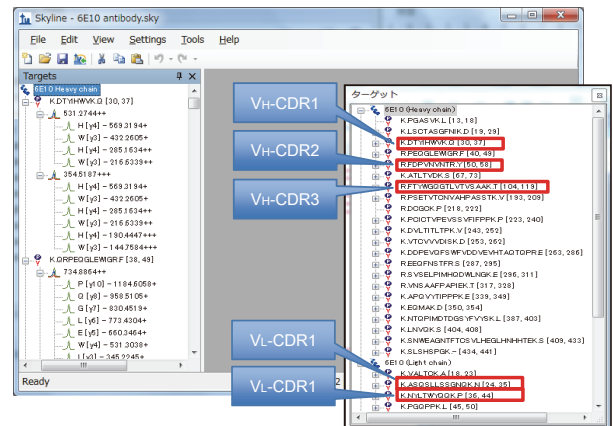 Skyline - 6E10 antibody.sky
File Edit View Settings Tools Help
Targets
6E10 Heavy chain
K.DTYIHWVK.Q [30, 37]
531.2744++
H [y4] - 569.3194+
W [y3] - 432.2605+
H [y4] - 285.1634++
W [y3] - 216.6339++
354.5187+++
H [y4] - 569.3194+
W [y3] - 432.2605+
H [y4] - 285.1634++
W [y3] - 216.6339++
H [y4] - 190.4447+++
W [y3] - 144.7584+++
K.QRPEQGLEWIGR.F [38, 49]
734.8864++
P [y10] - 1184.6058+
Q [y8] - 958.5105+
G [y7] - 830.4519+
L [y6] - 773.4304+
E [y5] - 660.3464+
W [y4] - 531.3038+
I [y3] - 345.2245+
Ready
VH-CDR1
VH-CDR2
VH-CDR3
VL-CDR1
VL-CDR1
ターゲット
6E10 (Heavy chain)
K.PGASVK.L [13, 18]
K.LSCTASGFNIK.D [19, 29]
K.DTYIHWVK.Q [30, 37]
R.PEQGLEWIGR.F [40, 49]
R.FDPVNVNTR.Y [50, 58]
K.ATLTVDK.S [67, 73]
R.FTYWGQGTLVTVSAAK.T [104, 119]
R.PSETVTCNVAHPASSTK.V [193, 209]
R.DCGCK.P [218, 222]
K.PCICTVPEVSSVFIFPPK.P [223, 240]
K.DVLTITLTPK.V [243, 252]
K.VTCVVVDISK.D [253, 262]
K.DDPEVQFSWFVDDVEVHTAQTQPR.E [263, 286]
R.EEQFNSTFR.S [287, 295]
R.SVSELPIMHQDWLNGK.E [296, 311]
R.VNSAAFPAPIEK.T [317, 328]
K.APQVYTIPPPK.E [339, 349]
K.EQMAK.D [350, 354]
K.NTQPIMDTDGSYFVYSK.L [387, 403]
K.LNVQK.S [404, 408]
K.SNWEAGNTFTCSVLHEGLHNHHTEK.S [409, 433]
K.SLSHSPGK.- [434, 441]
6E10 (Light chain)
K.VALTCK.A [18, 23]
K.ASQSLLSSGNQK.N [24, 35]
K.NYLTWYQQK.P [36, 44]
K.PGQPPK.L [45, 50]